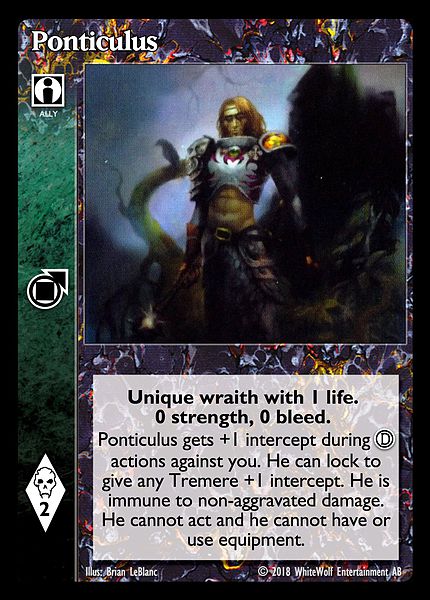 Ponticulus
ALLY
Unique wraith with 1 life.
0 strength, 0 bleed.
Ponticulus gets +1 intercept during Ⓓ
actions against you. He can lock to
give any Tremere +1 intercept. He is
immune to non-aggravated damage.
He cannot act and he cannot have or
use equipment.
2
Illus: Brian LeBlanc
© 2018 WhiteWolf Entertainment AB